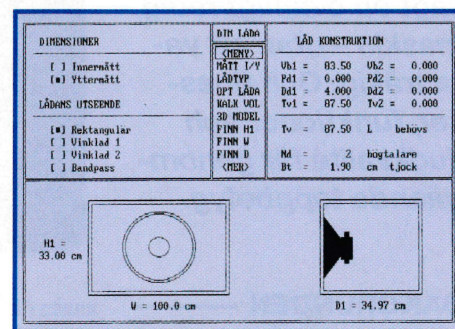 DIMENSIONER
[ ] Innermått
[■] Yttermått
LÅDANS UTSEENDE
[■] Rektangulär
[ ] Vinklad 1
[ ] Vinklad 2
[ ] Bandpass
DIM LÅDA
<MENY>
MÅTT I/Y
LÅDTYP
OPT LÅDA
KALK VOL
3D MODEL
FINN H1
FINN W
FINN D
<MER>
LÅD KONSTRUKTION
Vb1 = 83.50 Vb2 = 0.000
Pd1 = 0.000 Pd2 = 0.000
Dd1 = 4.000 Dd2 = 0.000
Tv1 = 87.50 Tv2 = 0.000
Tv = 87.50 L behövs
Nd = 2 högtalare
Bt = 1.90 cm tjock
H1 =
33.00 cm
W = 100.0 cm
D1 = 34.97 cm